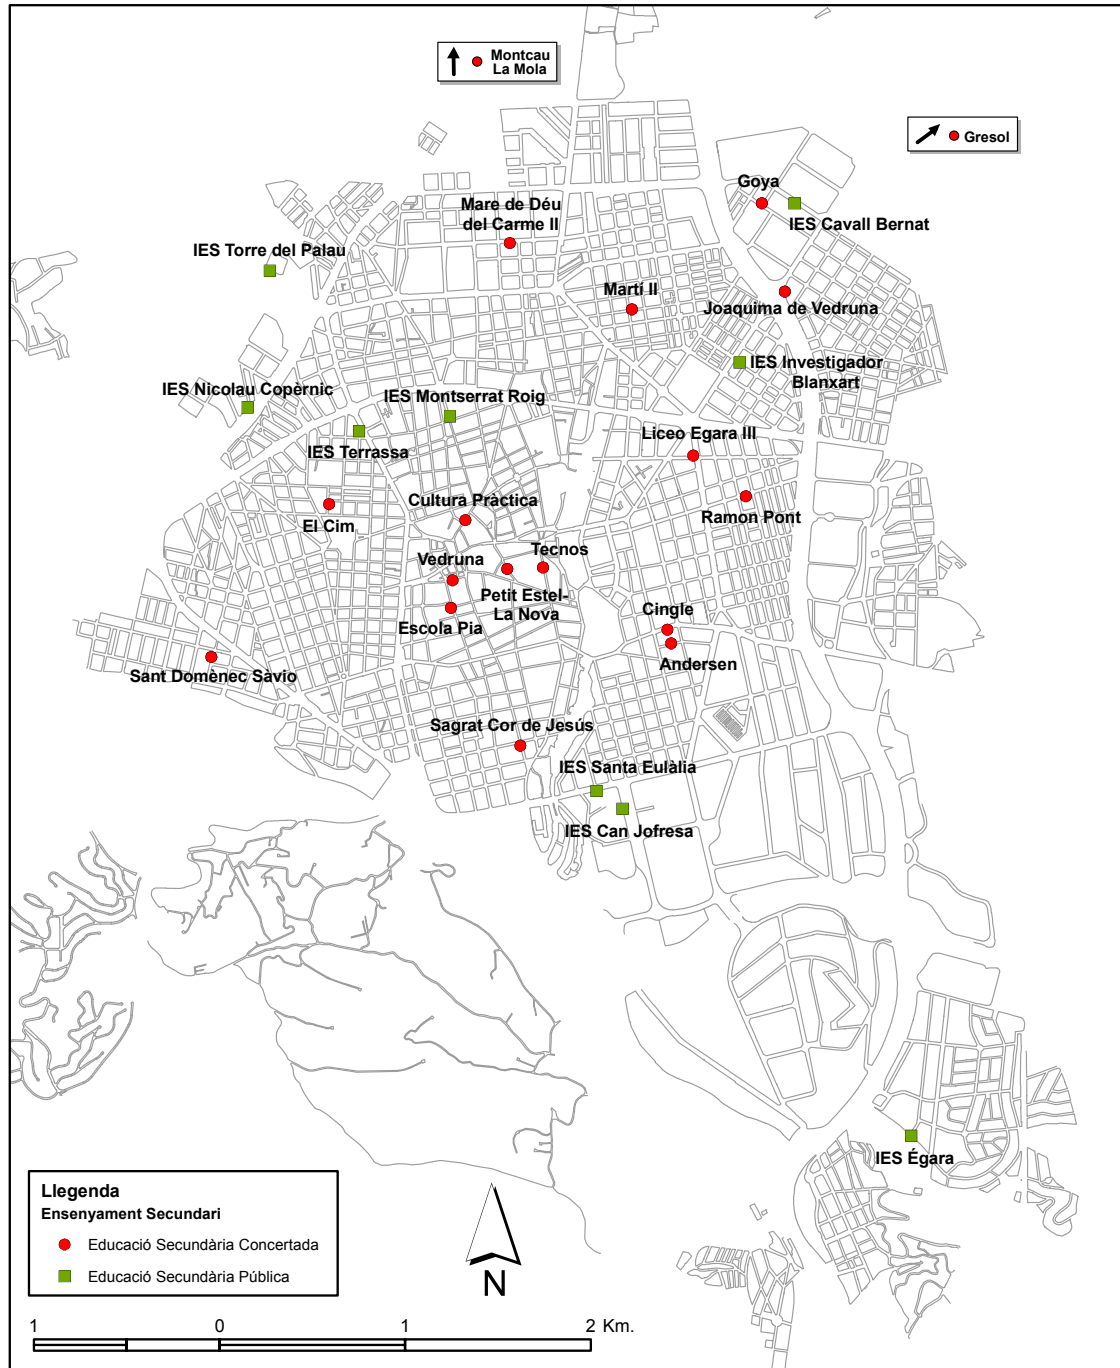 Montcau
La Mola
Gresol
Goya
IES Cavall Bernat
Mare de Déu
del Carme II
IES Torre del Palau
Martí II
Joaquima de Vedruna
IES Investigador
Blanxart
IES Nicolau Copèrnic
IES Montserrat Roig
IES Terrassa
Liceo Egara III
Cultura Pràctica
El Cim
Ramon Pont
Vedruna
Tecnos
Petit Estel-
La Nova
Escola Pia
Cingle
Andersen
Sant Domènec Sàvio
Sagrat Cor de Jesús
IES Santa Eulàlia
IES Can Jofresa
IES Égara
Llegenda
Ensenyament Secundari
Educació Secundària Concertada
Educació Secundària Pública
N
1 0 1 2 Km.